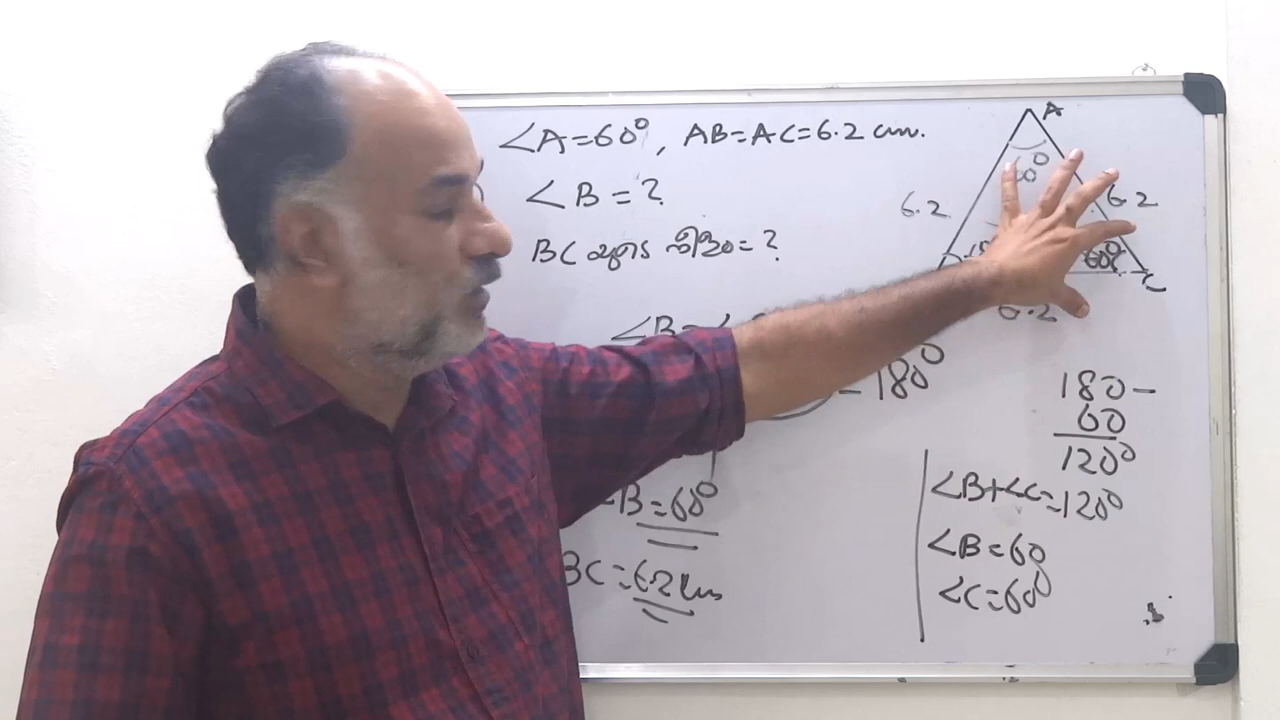 ∠A=60°, AB=AC=6.2 cm.
∠B=?
BC യുടെ നീളം=?
A
6.2
6.2
60°
C
6.2
∠B=
180°
∠B=60°
BC=6.2 cm
180-
60
120°
∠B+∠C=120°
∠B=60
∠C=60°